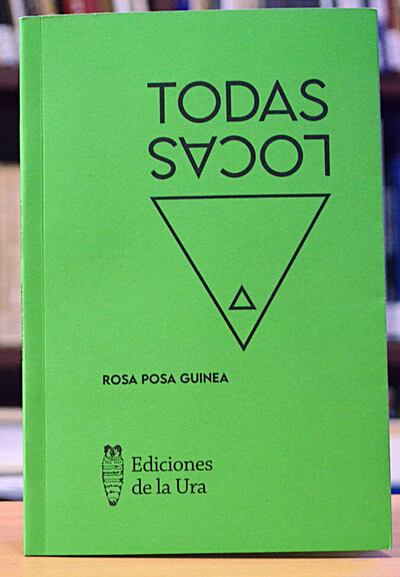 TODAS
LOCAS
ROSA POSA GUINEA
Ediciones
de la Ura